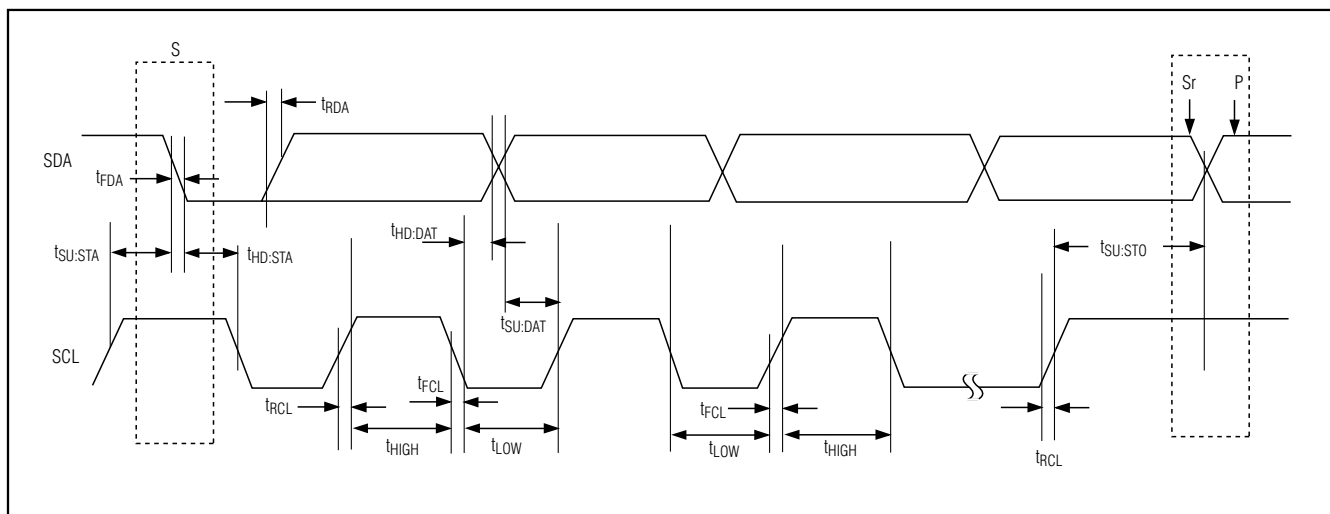 S
Sr
P
tRDA
SDA
tFDA
tHD:DAT
tSU:STA
tHD:STA
tSU:STO
tSU:DAT
SCL
tFCL
tRCL
tFCL
tHIGH
tLOW
tLOW
tHIGH
tRCL